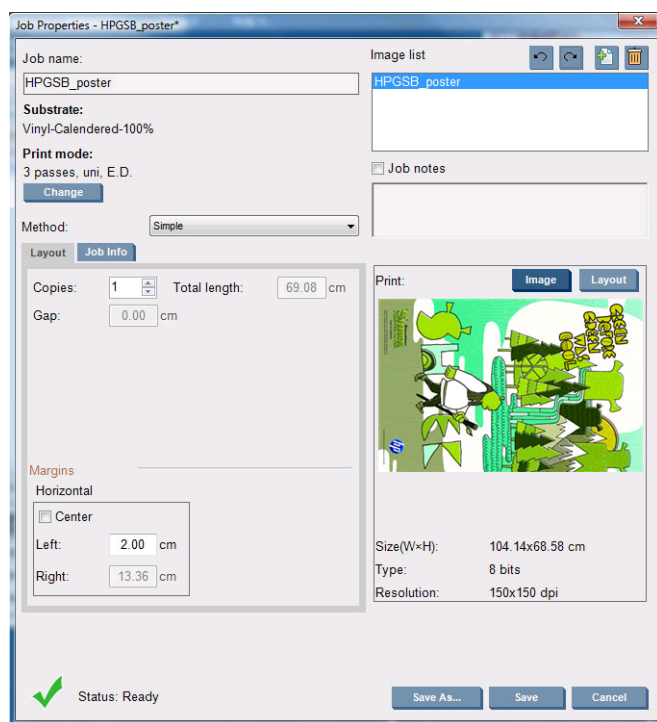 Job Properties - HPGSB_poster*
Job name:
HPGSB_poster
Substrate:
Vinyl-Calendered-100%
Print mode:
3 passes, uni, E.D.
Change
Method:
Simple
Image list
HPGSB_poster
Job notes
Layout
Job Info
Copies:
1
Total length:
69.08 cm
Gap:
0.00 cm
Margins
Horizontal
Center
Left:
2.00 cm
Right:
13.36 cm
Print:
Image
Layout
GREEN
BEFORE
GREEN
WAS
COOL
hp
Size(W×H):
104.14x68.58 cm
Type:
8 bits
Resolution:
150x150 dpi
Status: Ready
Save As...
Save
Cancel